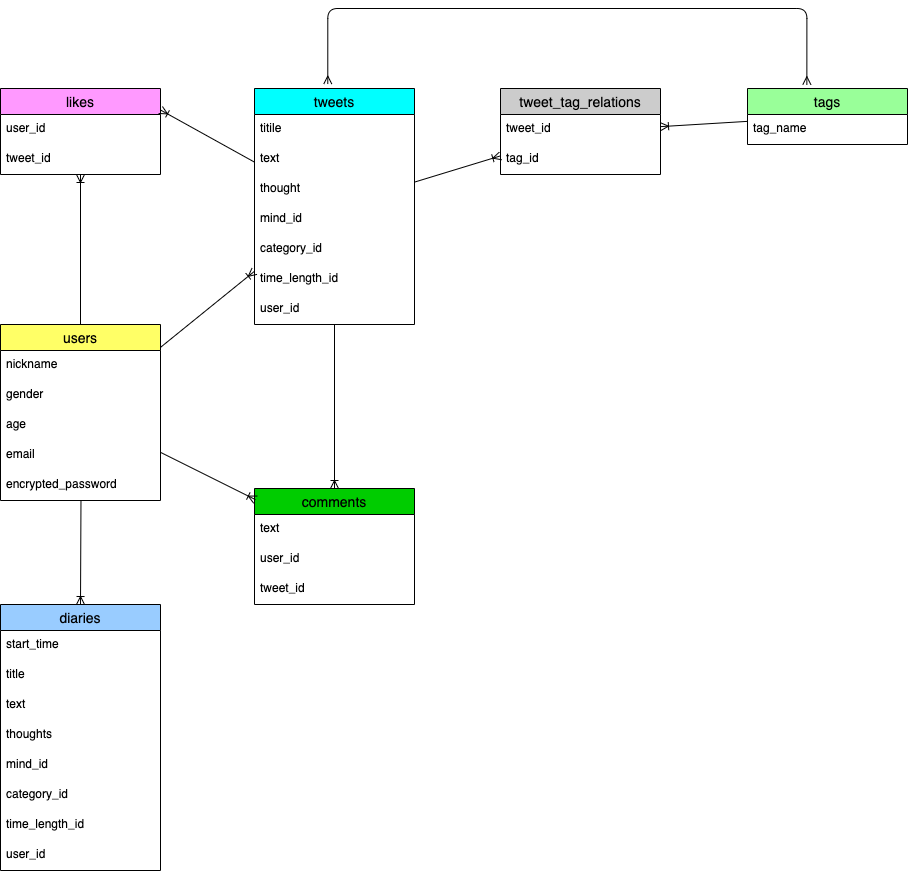 likes
user_id
tweet_id
tweets
titile
text
thought
mind_id
category_id
time_length_id
user_id
tweet_tag_relations
tweet_id
tag_id
tags
tag_name
users
nickname
gender
age
email
encrypted_password
comments
text
user_id
tweet_id
diaries
start_time
title
text
thoughts
mind_id
category_id
time_length_id
user_id